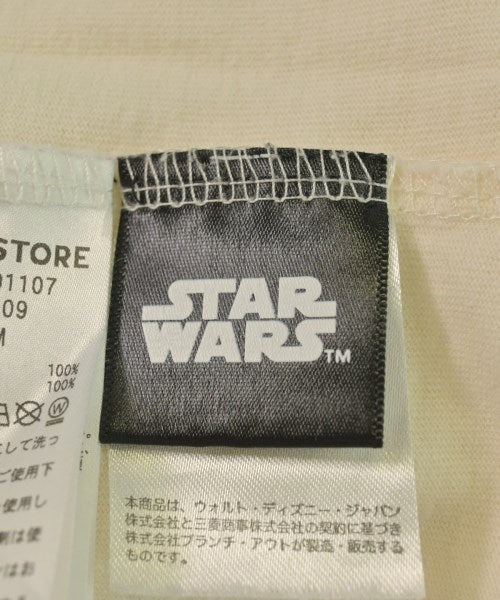 STORE
01107
09
M
100%
100%
STAR
WARS™
して洗っ
ご使用下
使用し
剤は使
はお
本商品は、ウォルト・ディズニー・ジャパン
株式会社と三菱商事株式会社の契約に基づき
株式会社ブランチ・アウトが製造・販売する
ものです。